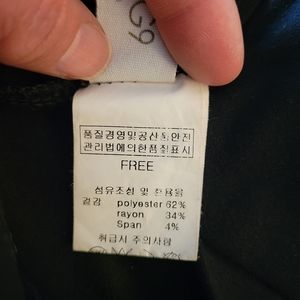 G9
품질경영및공산품안전
관리법에의한품질표시
FREE
섬유조성 및 혼용율
겉감 polyester 62%
rayon 34%
Span 4%
취급시 주의사항